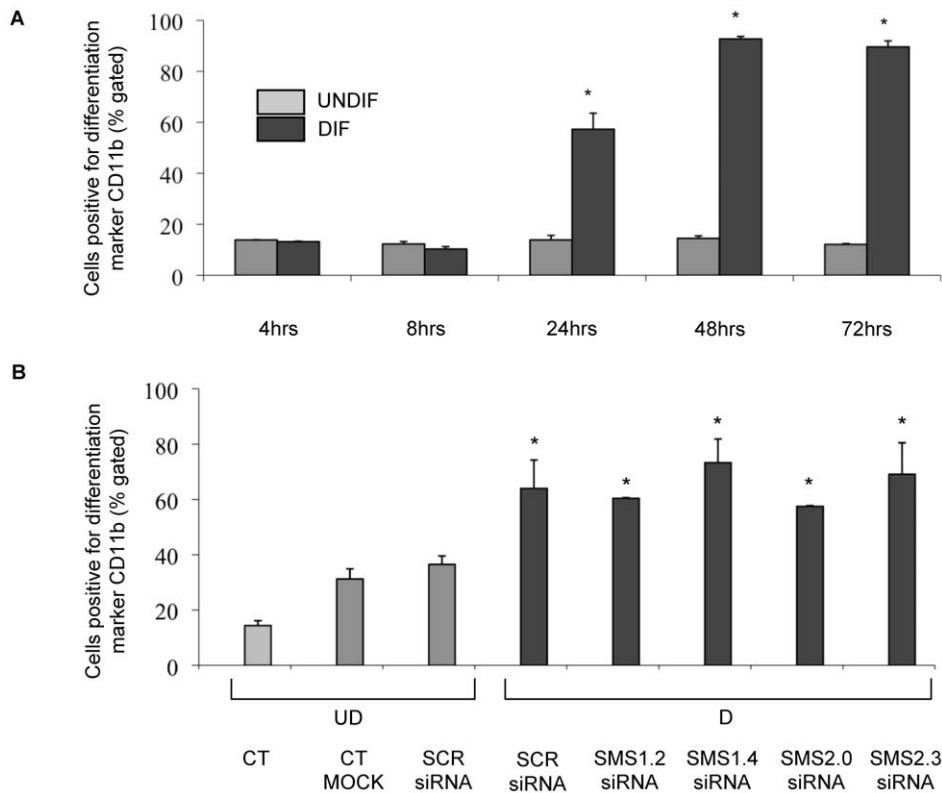 A
Cells positive for differentiation
marker CD11b (% gated)
100
80
60
40
20
0
UNDIF
DIF
*
*
*
4hrs
8hrs
24hrs
48hrs
72hrs
B
Cells positive for differentiation
marker CD11b (% gated)
100
80
60
40
20
0
*
*
*
*
*
UD
D
CT
CT
MOCK
SCR
siRNA
SCR
siRNA
SMS1.2
siRNA
SMS1.4
siRNA
SMS2.0
siRNA
SMS2.3
siRNA